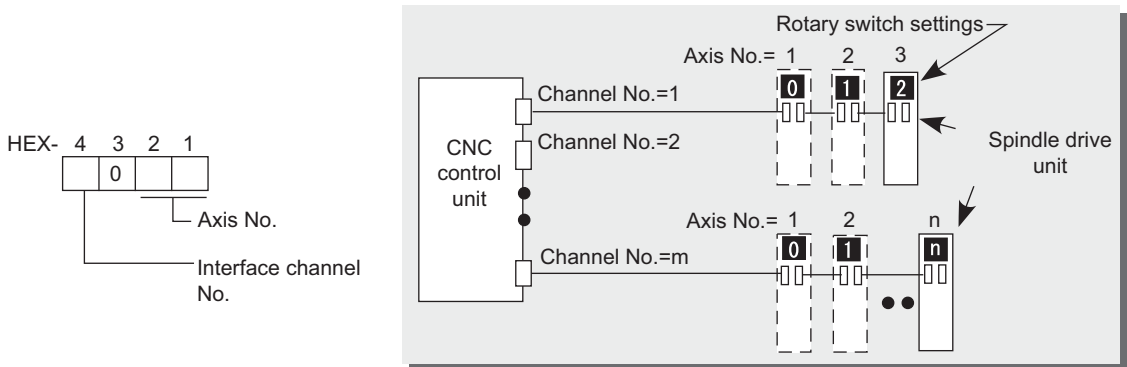 HEX- 4 3 2 1
0
Axis No.
Interface channel
No.
Rotary switch settings
Axis No.= 1 2 3
0 1 2
Channel No.=1
Channel No.=2
CNC
control
unit
Spindle drive
unit
Axis No.= 1 2 n
0 1 n
Channel No.=m